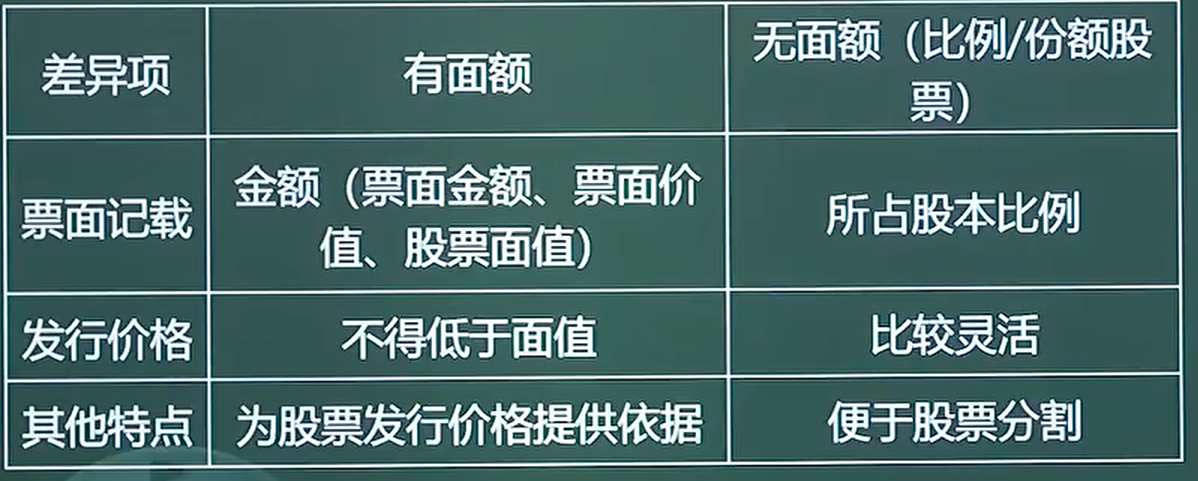 差异项
有面额
无面额（比例/份额股
票）
票面记载
金额（票面金额、票面价
值、股票面值）
所占股本比例
发行价格
不得低于面值
比较灵活
其他特点
为股票发行价格提供依据
便于股票分割